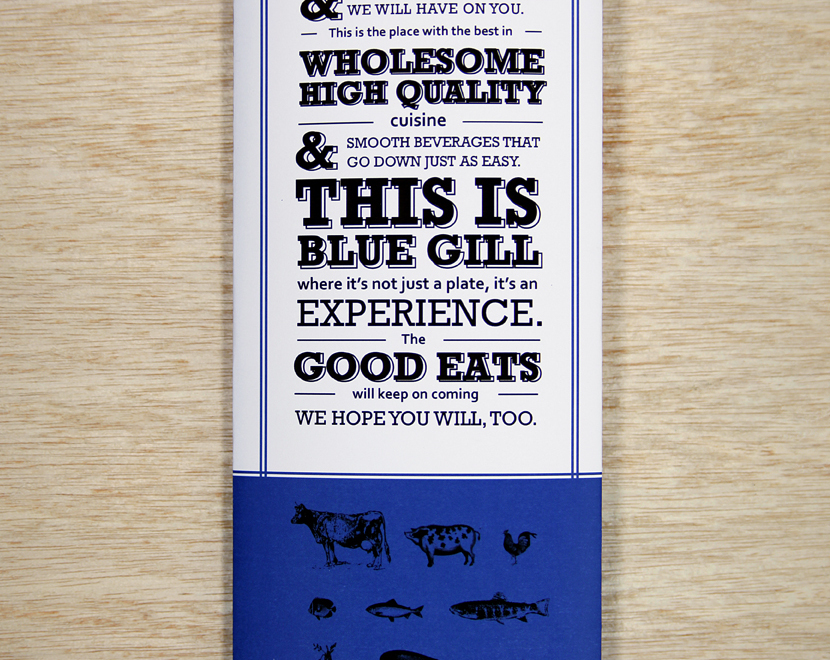 & WE WILL HAVE ON YOU.
This is the place with the best in
WHOLESOME
HIGH QUALITY
cuisine
& SMOOTH BEVERAGES THAT
GO DOWN JUST AS EASY.
THIS IS
BLUE GILL
where it's not just a plate, it's an
EXPERIENCE.
The
GOOD EATS
will keep on coming
WE HOPE YOU WILL, TOO.